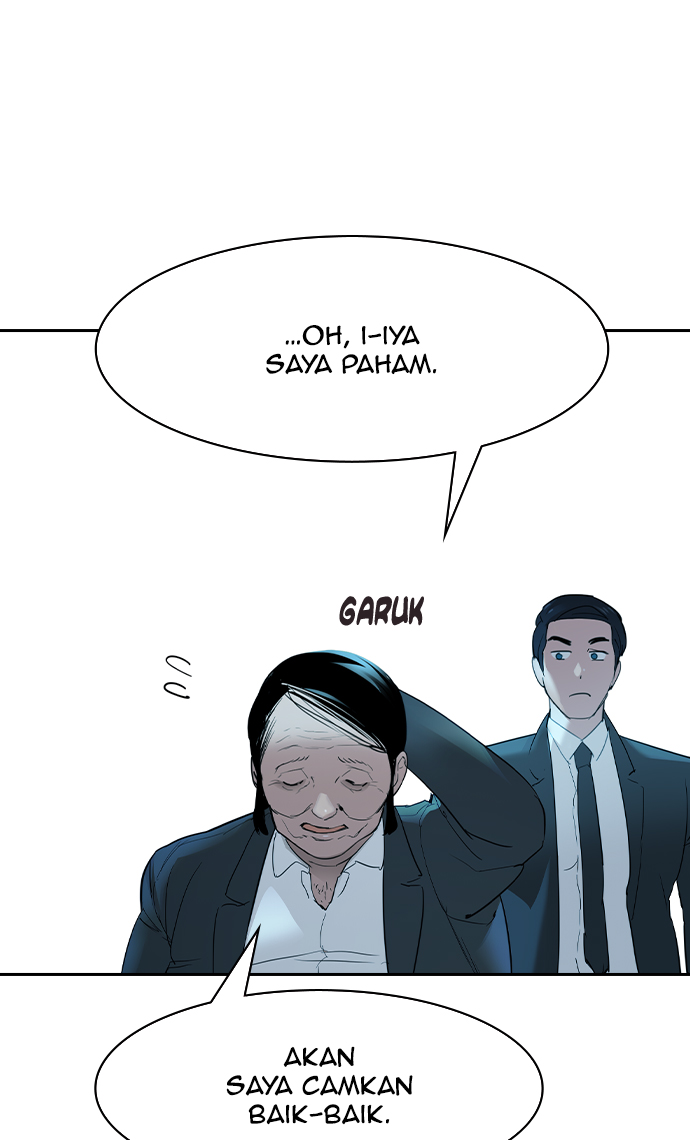 ...OH, I-IYA
SAYA PAHAM.
GARUK
AKAN
SAYA CAMKAN
BAIK-BAIK.